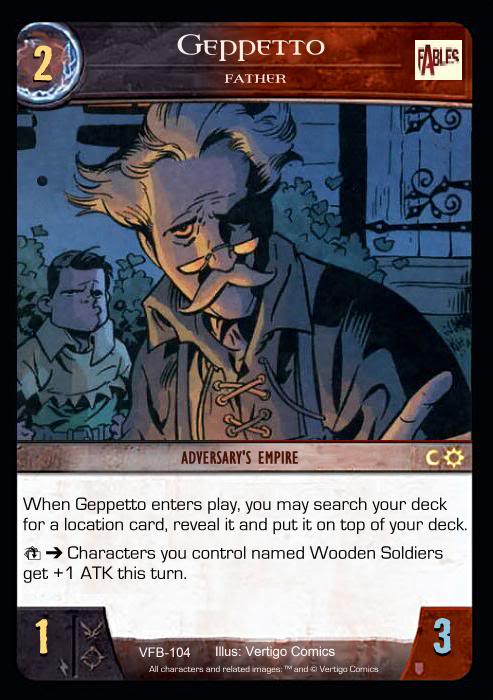 2
Geppetto
FABLES
FATHER
ADVERSARY'S EMPIRE
When Geppetto enters play, you may search your deck
for a location card, reveal it and put it on top of your deck.
➔ Characters you control named Wooden Soldiers
get +1 ATK this turn.
1
3
VFB-104 Illus: Vertigo Comics
All characters and related images: ™ and © Vertigo Comics